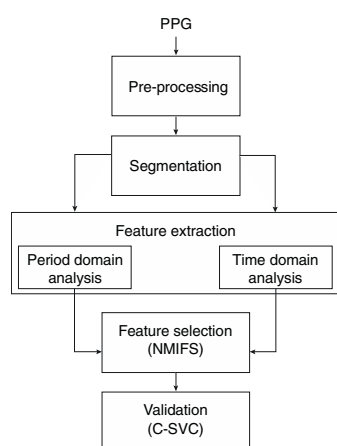 PPG
Pre-processing
Segmentation
Feature extraction
Period domain
analysis
Time domain
analysis
Feature selection
(NMIFS)
Validation
(C-SVC)